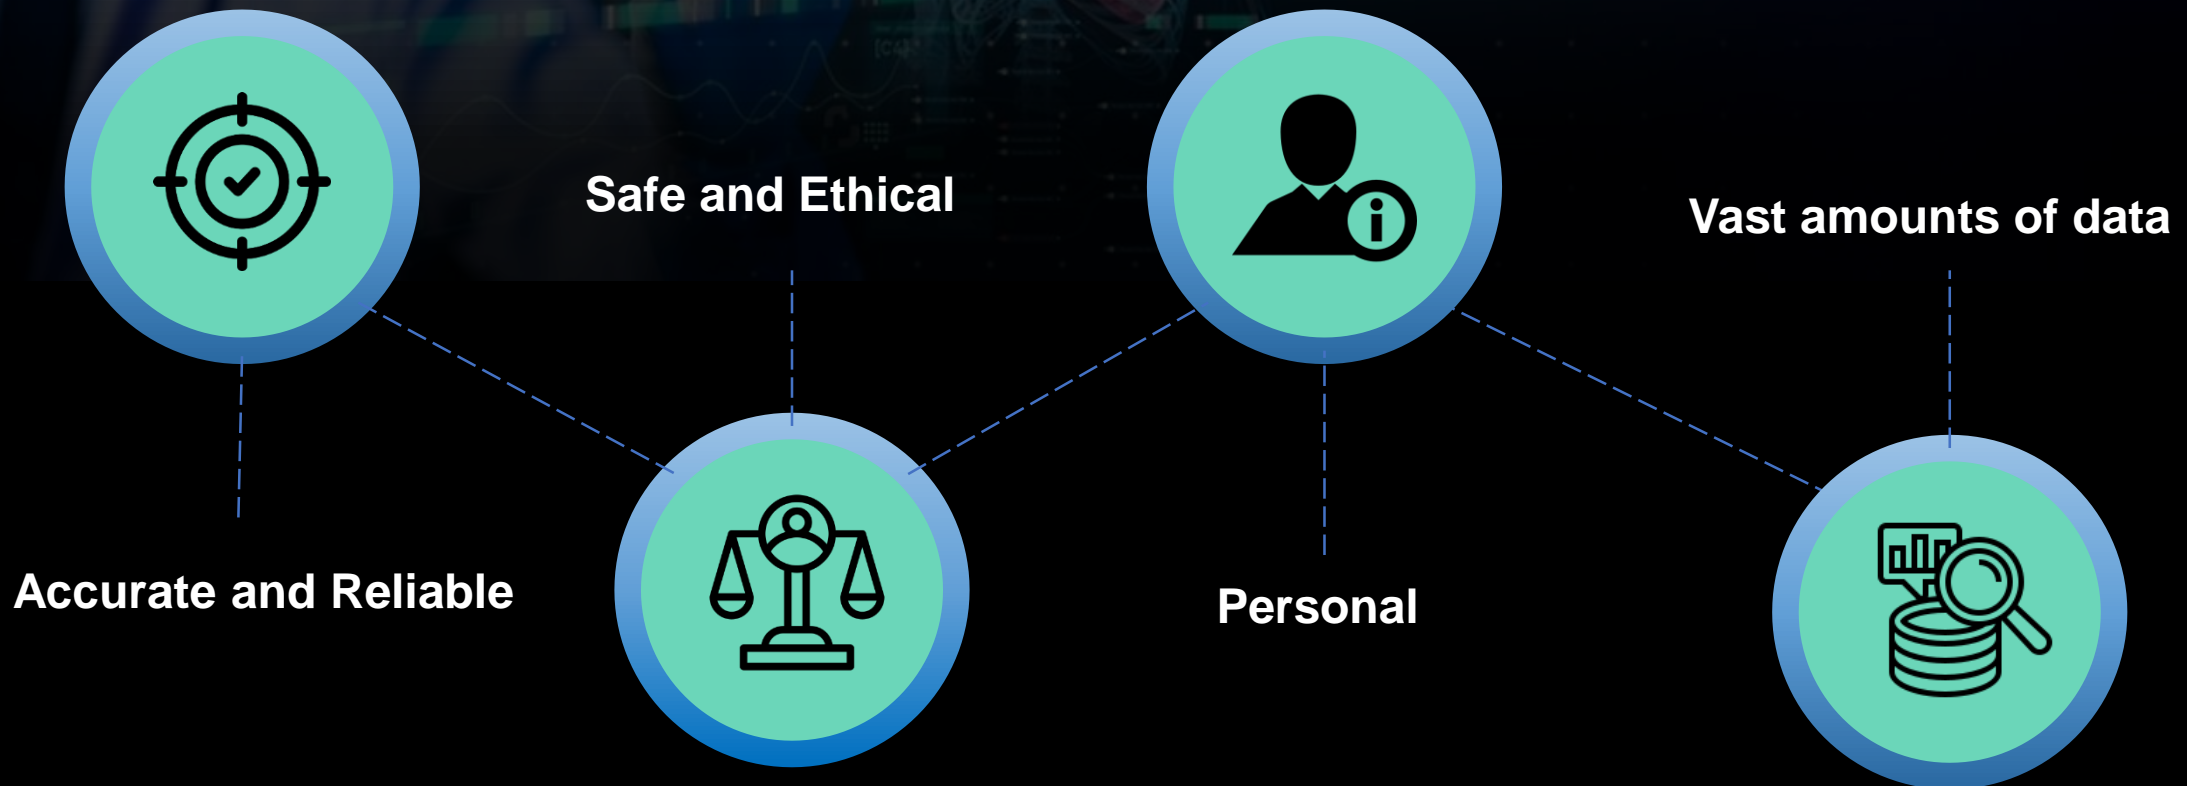 Safe and Ethical
Vast amounts of data
Accurate and Reliable
Personal